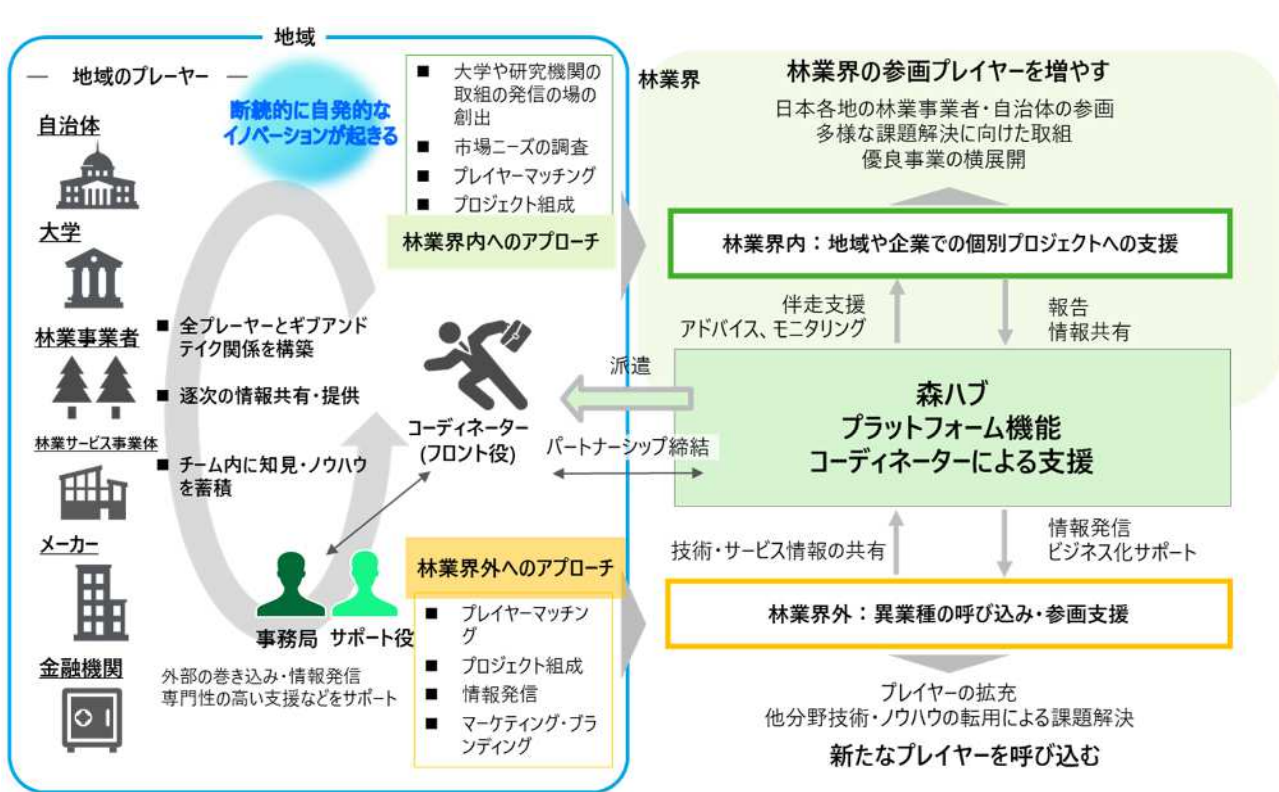 地域
地域のプレーヤー
断続的に自発的な
イノベーションが起きる
自治体
大学
林業事業者
林業サービス事業体
メーカー
金融機関
■ 大学や研究機関の
取組の発信の場の
創出
■ 市場ニーズの調査
■ プレイヤーマッチング
■ プロジェクト組成
林業界内へのアプローチ
■ 全プレーヤーとギブアンド
テイク関係を構築
■ 逐次の情報共有・提供
■ チーム内に知見・ノウハウ
を蓄積
コーディネーター
(フロント役)
派遣
パートナーシップ締結
事務局
サポート役
外部の巻き込み・情報発信
専門性の高い支援などをサポート
林業界外へのアプローチ
■ プレイヤーマッチン
グ
■ プロジェクト組成
■ 情報発信
■ マーケティング・ブラ
ンディング
林業界
林業界の参画プレイヤーを増やす
日本各地の林業事業者・自治体の参画
多様な課題解決に向けた取組
優良事業の横展開
林業界内：地域や企業での個別プロジェクトへの支援
伴走支援
アドバイス、モニタリング
報告
情報共有
森ハブ
プラットフォーム機能
コーディネーターによる支援
技術・サービス情報の共有
情報発信
ビジネス化サポート
林業界外：異業種の呼び込み・参画支援
プレイヤーの拡充
他分野技術・ノウハウの転用による課題解決
新たなプレイヤーを呼び込む